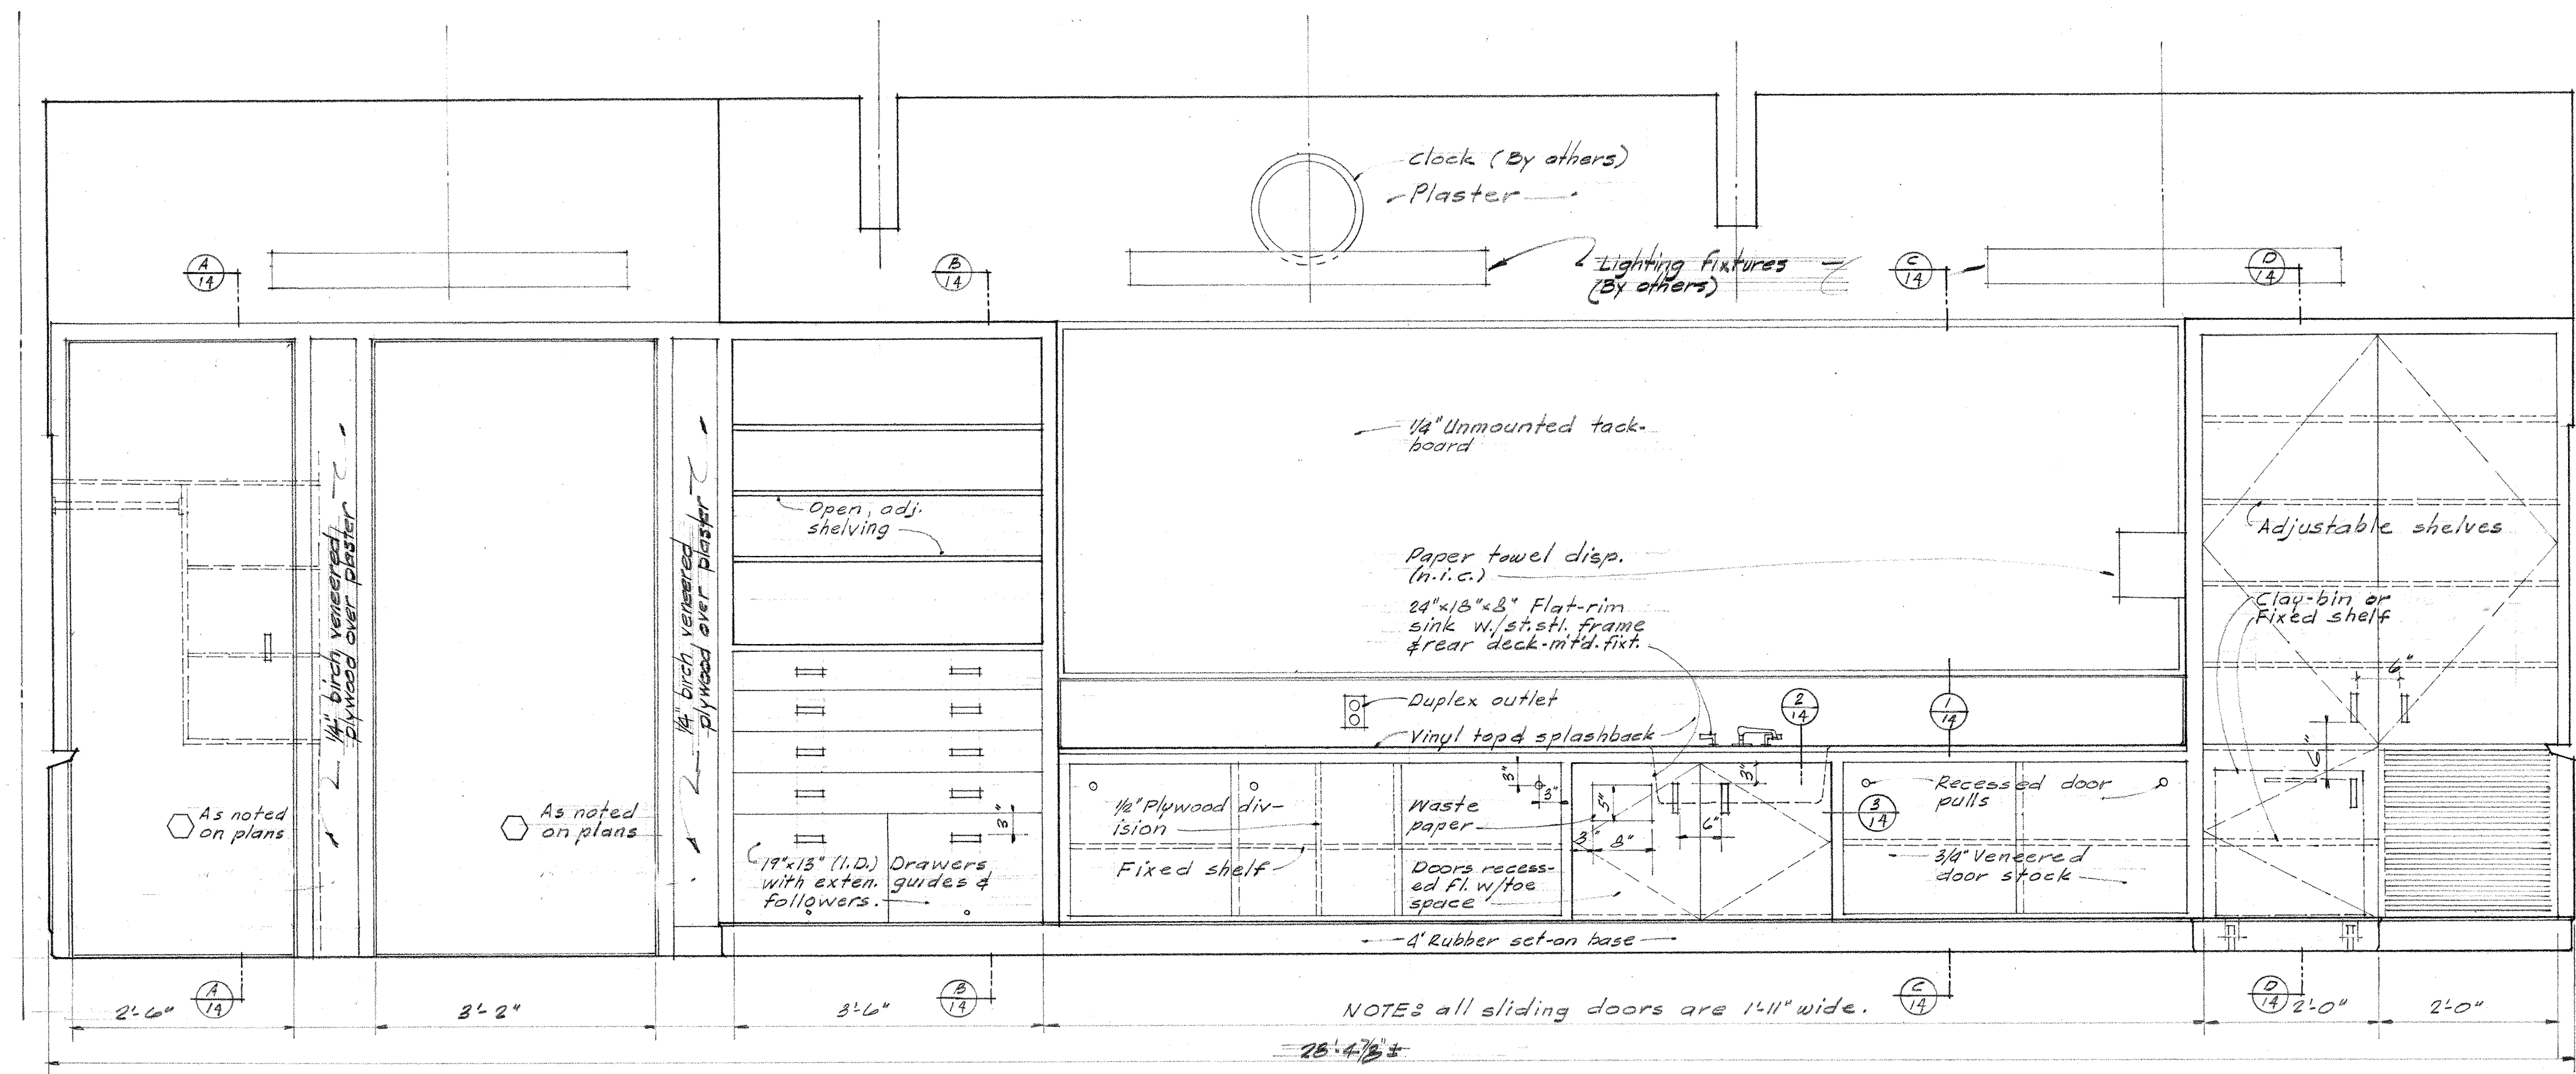 Clock (By others)
Plaster
Lighting fixtures
(By others)
A
14
B
14
C
14
D
14
1/4" birch veneered
plywood over plaster
1/4" birch veneered
plywood over plaster
Open, adj.
shelving
1/4" Unmounted tack-
board
Paper towel disp.
(n.i.c.)
24"x18"x8" Flat-rim
sink w./st.stl. frame
& rear deck-mt'd. fixt.
Adjustable shelves
Clay-bin or
Fixed shelf
6"
6"
Duplex outlet
Vinyl top & splashback
2
14
1
14
3
14
3"
3"
3"
5"
3"
8"
6"
Recessed door
pulls
1/2" Plywood div-
ision
Fixed shelf
Waste
paper
Doors recess-
ed fl. w/toe
space
3/4" Veneered
door stock
As noted
on plans
As noted
on plans
3"
19"x13" (I.D.) Drawers
with exten. guides &
followers.
4" Rubber set-on base
A
14
B
14
C
14
D
14
2'-6"
3'-2"
3'-6"
NOTE: all sliding doors are 1'-11" wide.
2'-0"
2'-0"
28'-4 7/8" ±